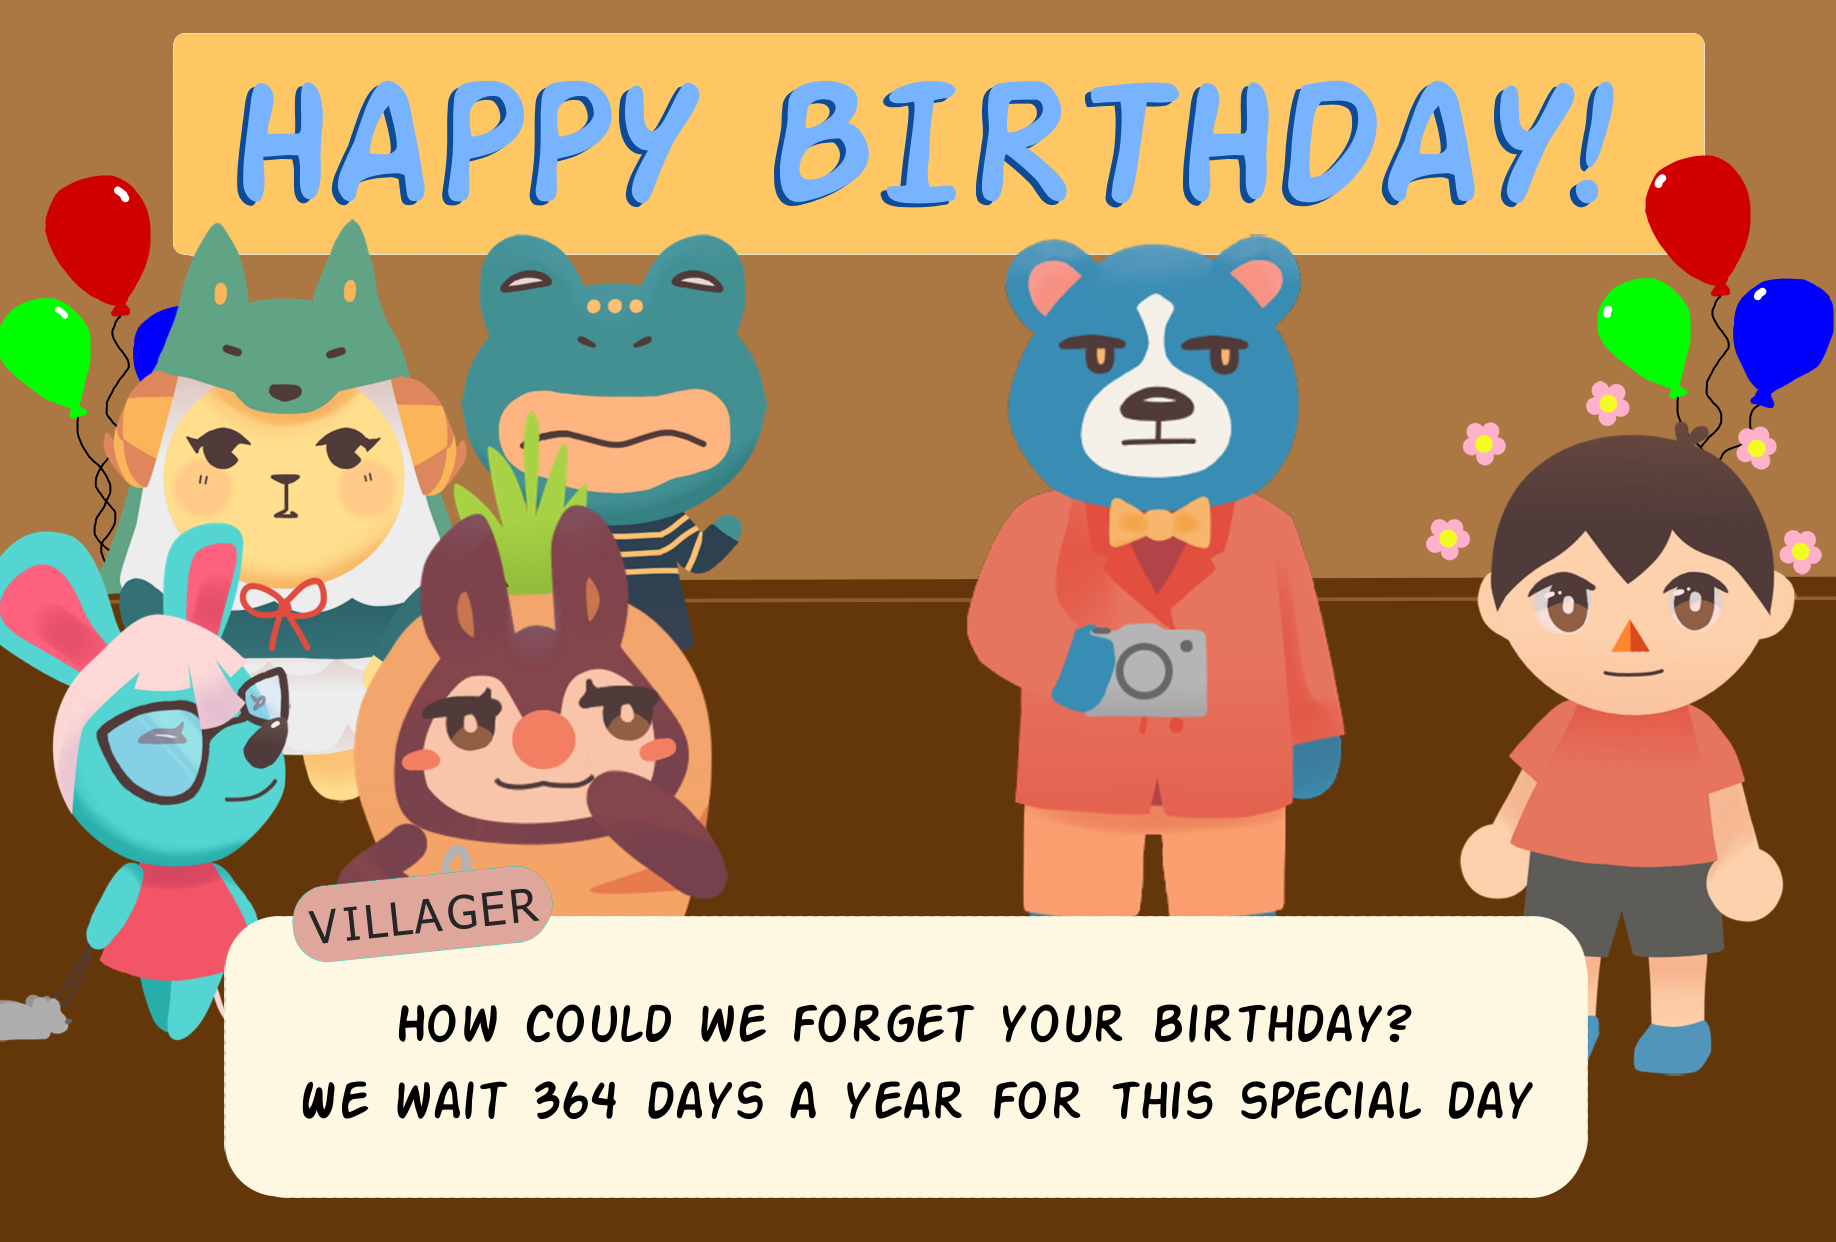 HAPPY BIRTHDAY!
VILLAGER
HOW COULD WE FORGET YOUR BIRTHDAY?
WE WAIT 364 DAYS A YEAR FOR THIS SPECIAL DAY